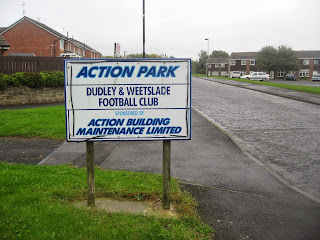 ACTION PARK
DUDLEY & WEETSLADE
FOOTBALL CLUB
SPONSORED BY
ACTION BUILDING
MAINTENANCE LIMITED